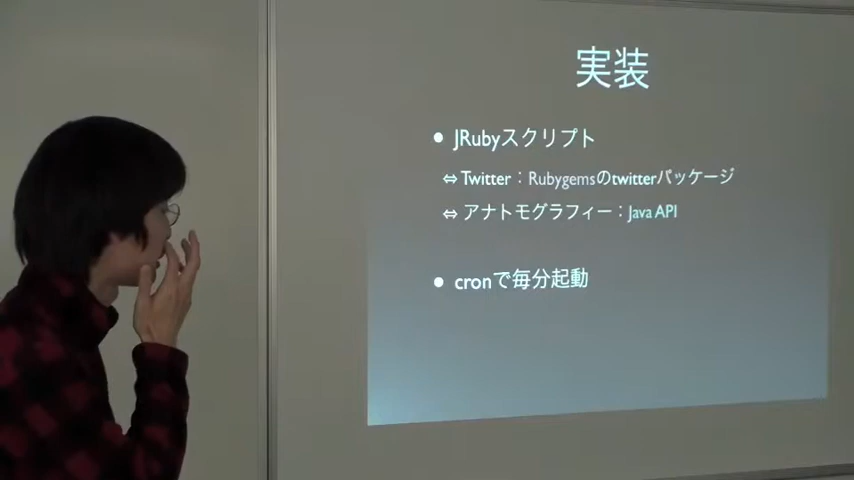 実装
• JRubyスクリプト
⇔ Twitter：Rubygemsのtwitterパッケージ
⇔ アナトモグラフィー：Java API
• cronで毎分起動